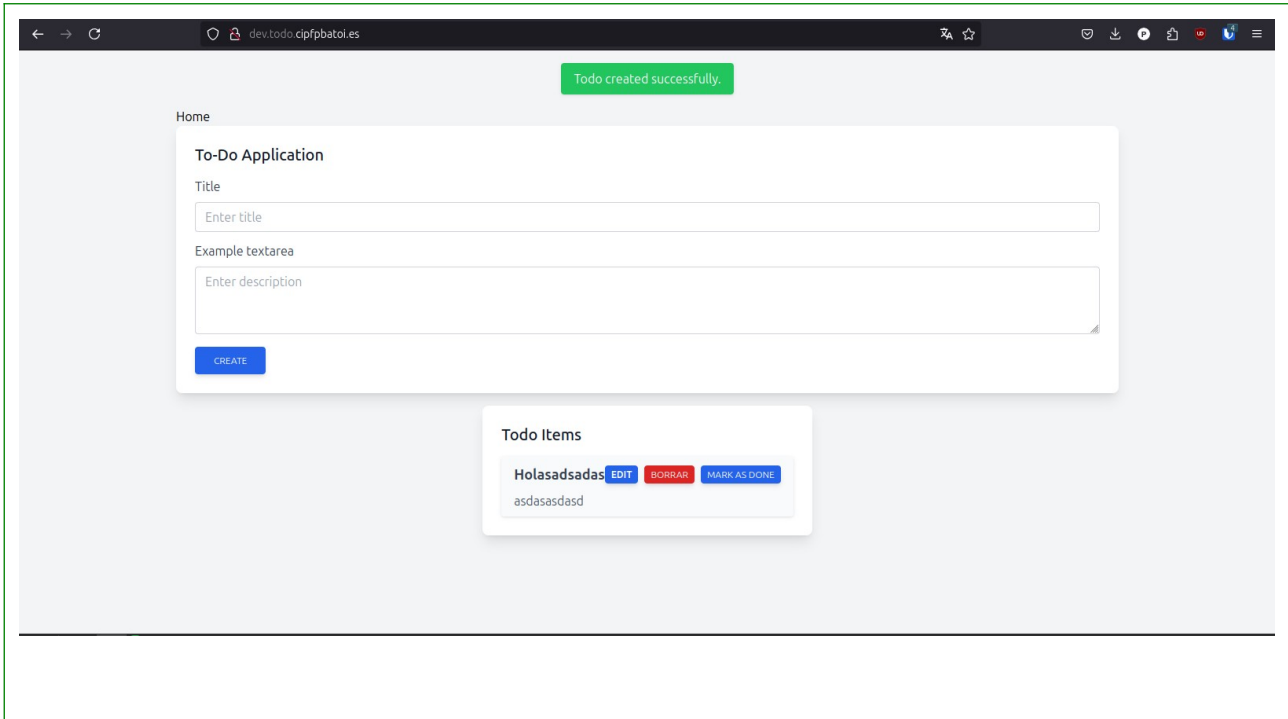 dev.todo.cipfpbatoi.es
Todo created successfully.
Home
To-Do Application
Title
Enter title
Example textarea
Enter description
CREATE
Todo Items
Holasadsadas EDIT BORRAR MARK AS DONE
asdasasdasd